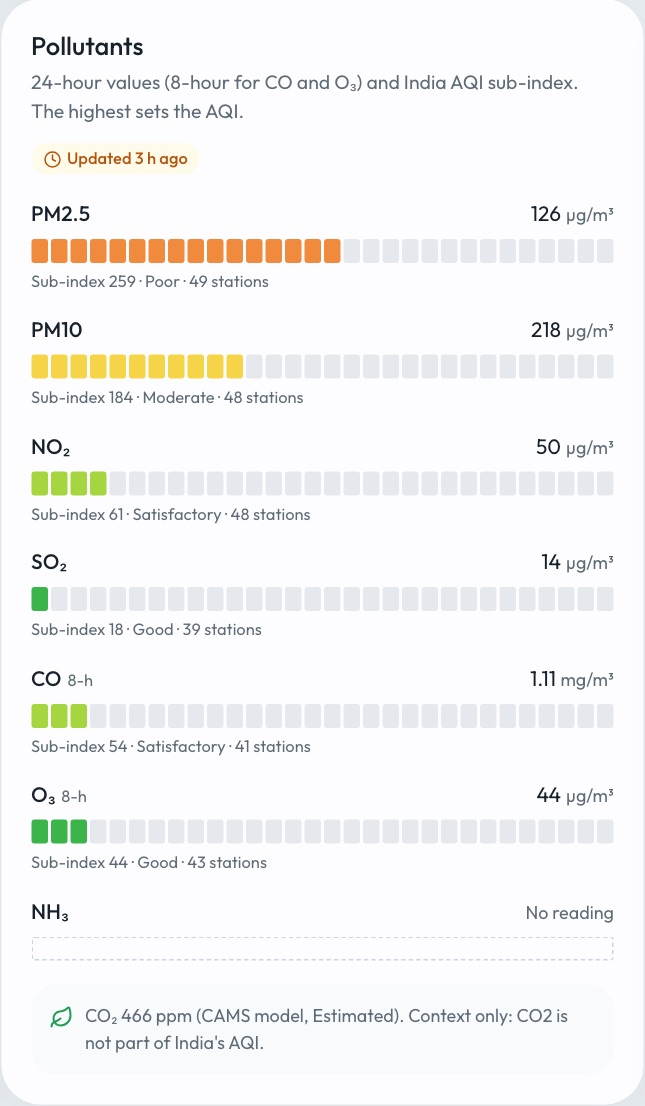 Pollutants
24-hour values (8-hour for CO and O₃) and India AQI sub-index.
The highest sets the AQI.
Updated 3 h ago
PM2.5 126 µg/m³
Sub-index 259 · Poor · 49 stations
PM10 218 µg/m³
Sub-index 184 · Moderate · 48 stations
NO₂ 50 µg/m³
Sub-index 61 · Satisfactory · 48 stations
SO₂ 14 µg/m³
Sub-index 18 · Good · 39 stations
CO 8-h 1.11 mg/m³
Sub-index 54 · Satisfactory · 41 stations
O₃ 8-h 44 µg/m³
Sub-index 44 · Good · 43 stations
NH₃ No reading
CO₂ 466 ppm (CAMS model, Estimated). Context only: CO2 is
not part of India's AQI.